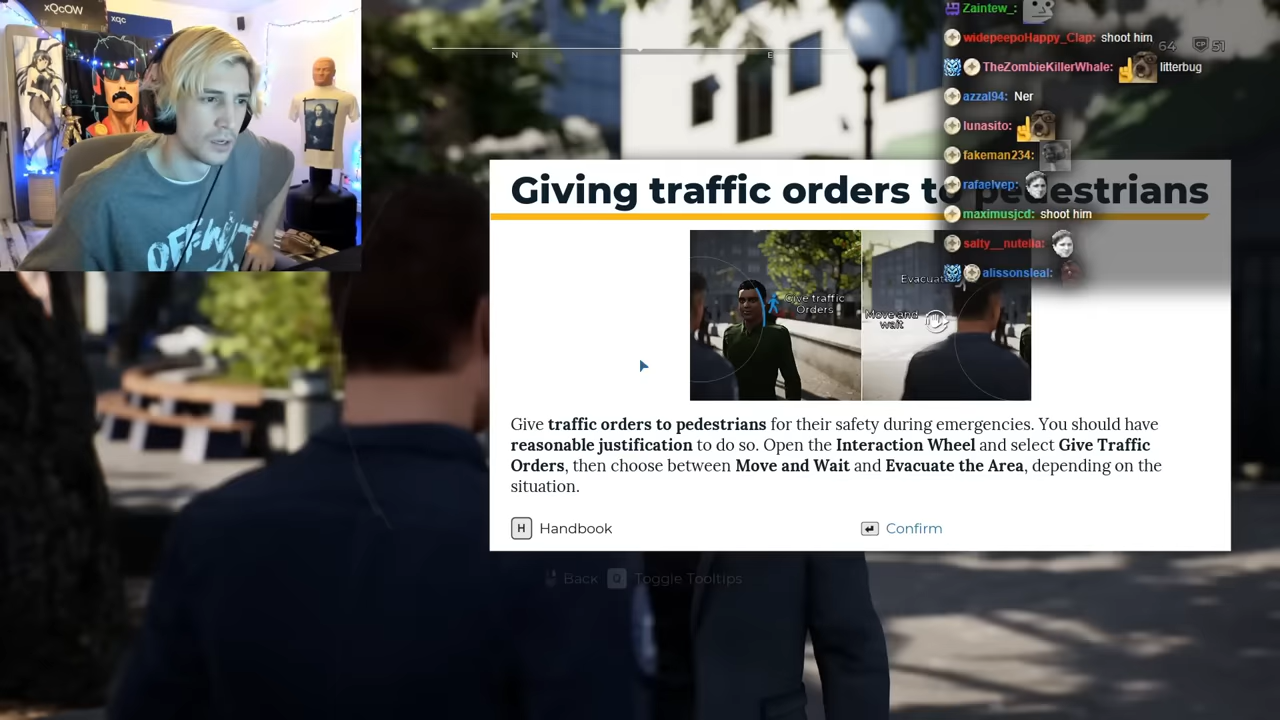 xQcOW
xqc
OFF-W
N
E
64
CP 51
Zaintew_:
widepeepoHappy_Clap: shoot him
TheZombieKillerWhale: litterbug
azzal94: Ner
lunasito:
fakeman234:
rafaelvep:
maximusjcd: shoot him
salty__nutella:
alissonsleal:
Giving traffic orders to pedestrians
Give traffic
Orders
Evacuate
Move and
wait
Give traffic orders to pedestrians for their safety during emergencies. You should have
reasonable justification to do so. Open the Interaction Wheel and select Give Traffic
Orders, then choose between Move and Wait and Evacuate the Area, depending on the
situation.
H Handbook
Confirm
Back Q Toggle Tooltips